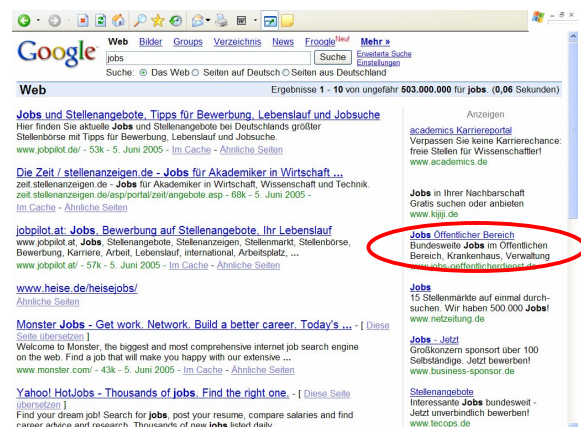 Google
Web Bilder Groups Verzeichnis News Froogle Neu! Mehr »
jobs Suche Erweiterte Suche
Einstellungen
Suche: Das Web Seiten auf Deutsch Seiten aus Deutschland
Web Ergebnisse 1 - 10 von ungefähr 503.000.000 für jobs. (0,06 Sekunden)
Jobs und Stellenangebote, Tipps für Bewerbung, Lebenslauf und Jobsuche
Hier finden Sie aktuelle Jobs und Stellenangebote bei Deutschlands größter
Stellenbörse mit Tipps für Bewerbung, Lebenslauf und Jobsuche.
www.jobpilot.de/ - 53k - 5. Juni 2005 - Im Cache - Ähnliche Seiten
Die Zeit / stellenanzeigen.de - Jobs für Akademiker in Wirtschaft ...
zeit.stellenanzeigen.de - Jobs für Akademiker in Wirtschaft, Wissenschaft und Technik.
zeit.stellenanzeigen.de/asp/portal/zeit/angebote.asp - 68k - 5. Juni 2005 -
Im Cache - Ähnliche Seiten
jobpilot.at: Jobs, Bewerbung auf Stellenangebote, Ihr Lebenslauf
www.jobpilot.at, Jobs, Stellenangebote, Stellenanzeigen, Stellenmarkt, Stellenbörse,
Bewerbung, Karriere, Arbeit, Lebenslauf, international, Arbeitsplatz, ...
www.jobpilot.at/ - 57k - 5. Juni 2005 - Im Cache - Ähnliche Seiten
www.heise.de/heisejobs/
Ähnliche Seiten
Monster Jobs - Get work. Network. Build a better career. Today's ... - [ Diese
Seite übersetzen ]
Welcome to Monster, the biggest and most comprehensive internet job search engine
on the web. Find a job that will make you happy with our extensive ...
www.monster.com/ - 43k - 5. Juni 2005 - Im Cache - Ähnliche Seiten
Yahoo! HotJobs - Thousands of jobs. Find the right one. - [ Diese Seite
übersetzen ]
Find your dream job! Search for jobs, post your resume, compare salaries and find
career advice and research. Thousands of new jobs listed daily.
Anzeigen
academics Karriereportal
Verpassen Sie keine Karrierechance:
freie Stellen für Wissenschaftler!
www.academics.de
Jobs in Ihrer Nachbarschaft
Gratis suchen oder anbieten
www.kijiji.de
Jobs Öffentlicher Bereich
Bundesweite Jobs im Öffentlichen
Bereich, Krankenhaus, Verwaltung
www.jobs-oeffentlicherdienst.de
Jobs
15 Stellenmärkte auf einmal durch-
suchen. Wir haben 500.000 Jobs!
www.netzeitung.de
Jobs - Jetzt
Großkonzern sponsort über 100
Selbständige. Jetzt bewerben!
www.business-sponsor.de
Stellenangebote
Interessante Jobs bundesweit -
Jetzt unverbindlich bewerben!
www.tecops.de